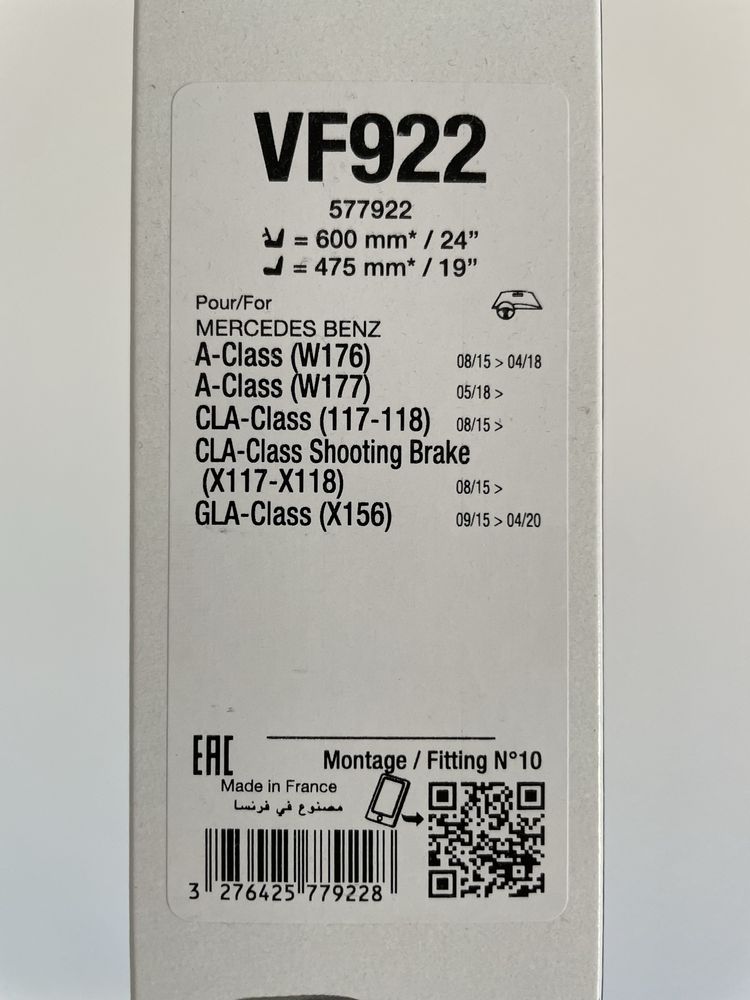 VF922
577922
= 600 mm* / 24”
= 475 mm* / 19”
Pour/For
MERCEDES BENZ
A-Class (W176) 08/15 > 04/18
A-Class (W177) 05/18 >
CLA-Class (117-118) 08/15 >
CLA-Class Shooting Brake
(X117-X118) 08/15 >
GLA-Class (X156) 09/15 > 04/20
EAC
Montage / Fitting N°10
Made in France
مصنوع في فرنسا
3 276425 779228